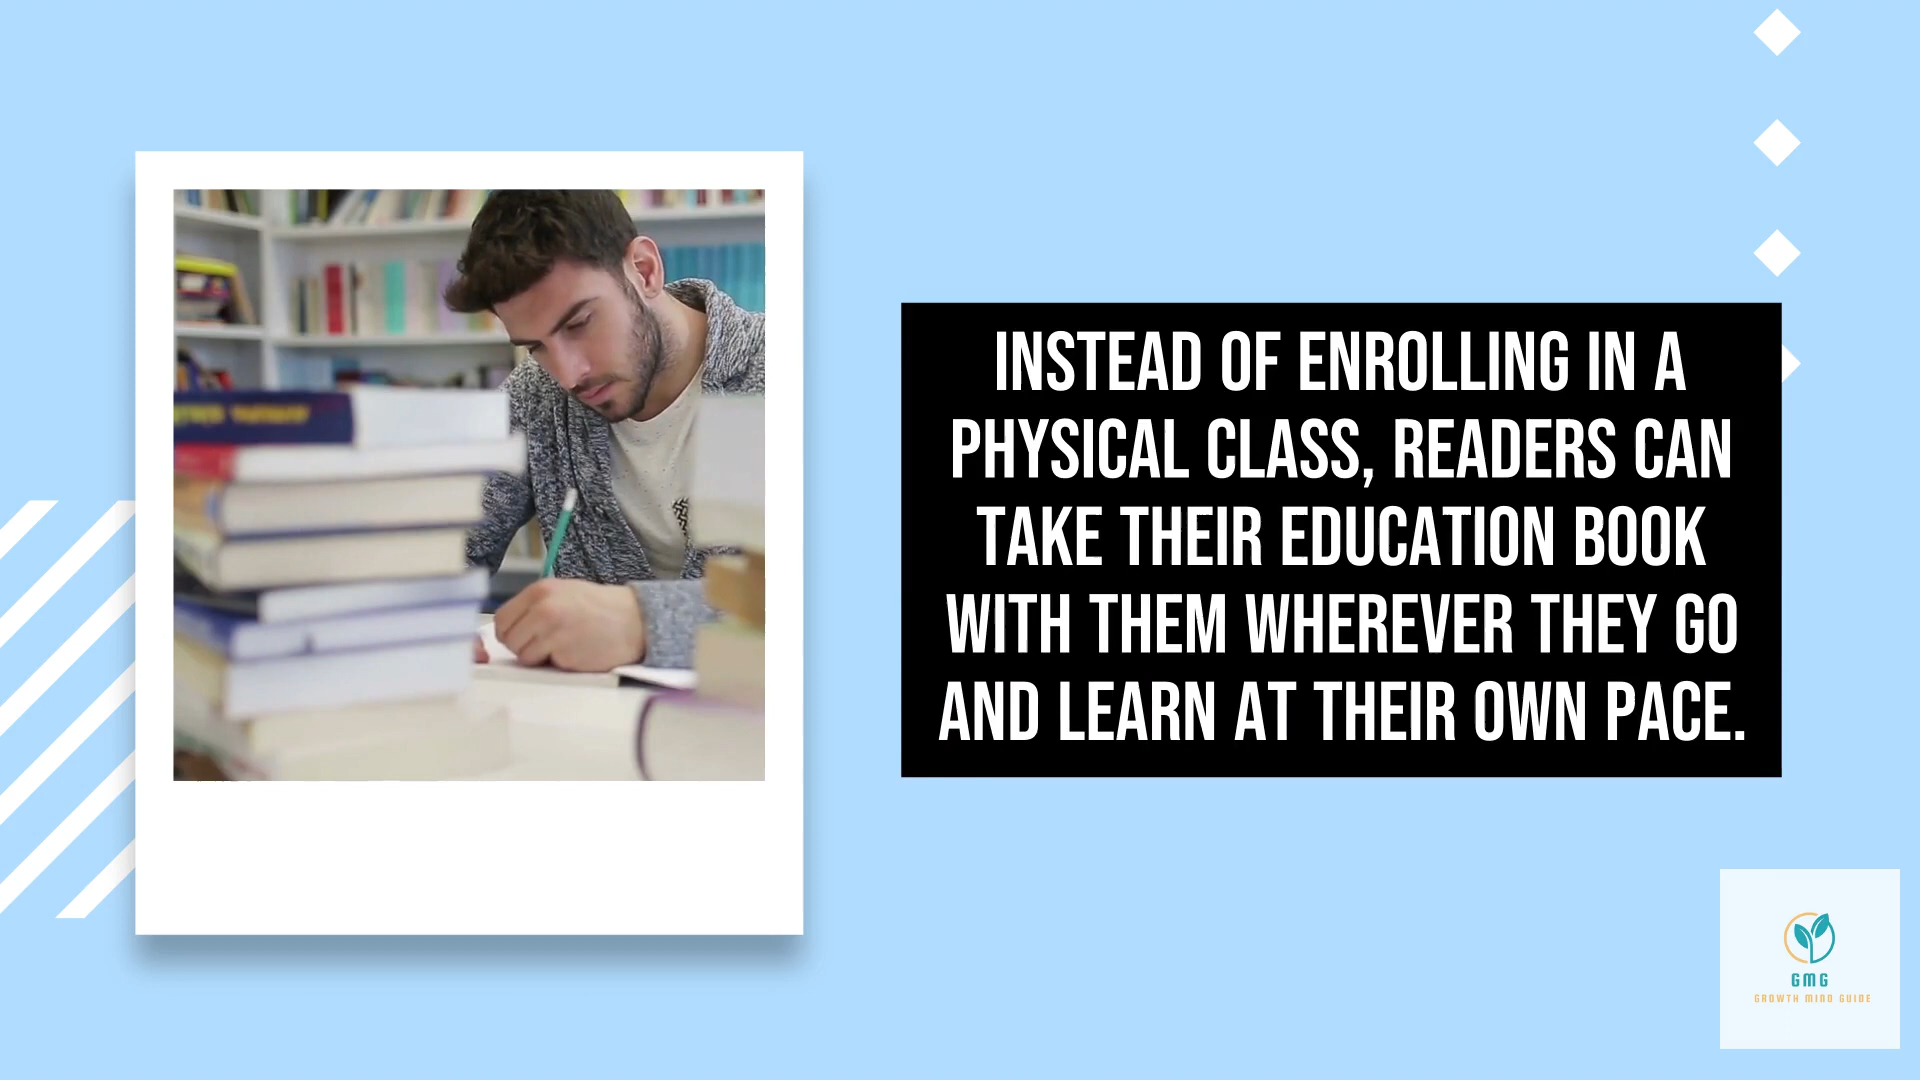 INSTEAD OF ENROLLING IN A
PHYSICAL CLASS, READERS CAN
TAKE THEIR EDUCATION BOOK
WITH THEM WHEREVER THEY GO
AND LEARN AT THEIR OWN PACE.
GMG
GROWTH MIND GUIDE